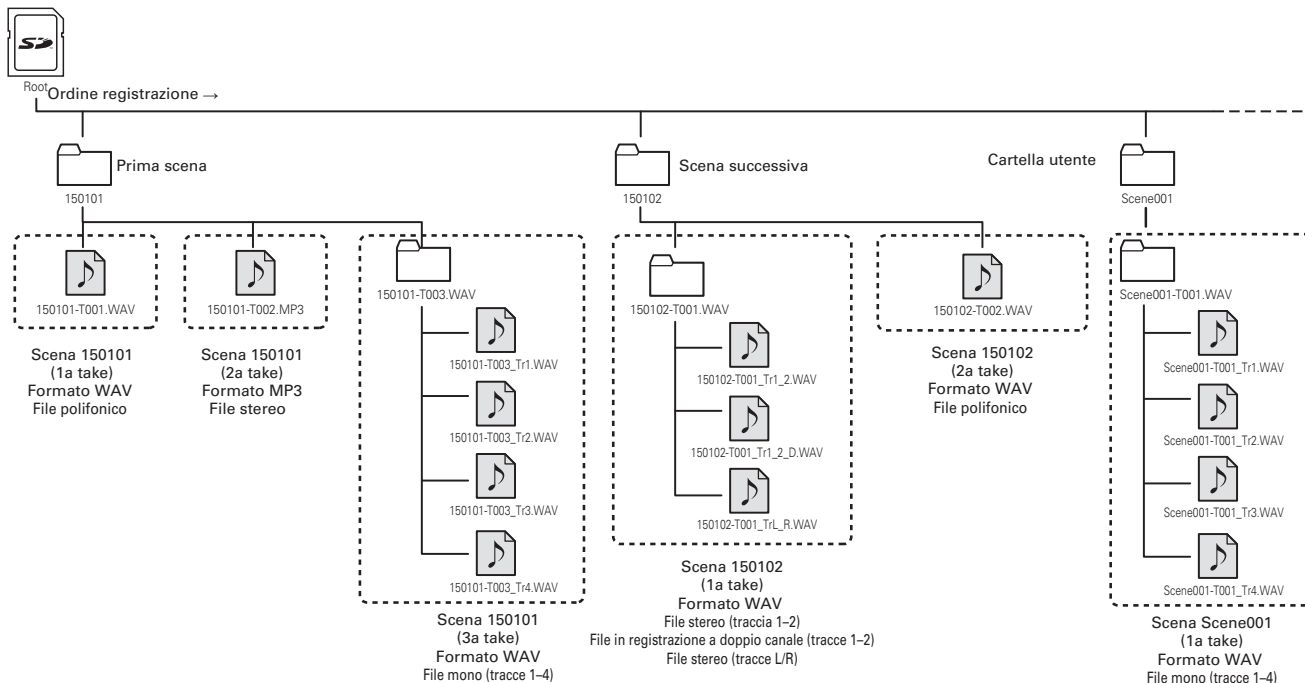 SD
Root
Ordine registrazione →
Prima scena
150101
Scena successiva
150102
Cartella utente
Scene001
150101-T001.WAV
Scena 150101
(1a take)
Formato WAV
File polifonico
150101-T002.MP3
Scena 150101
(2a take)
Formato MP3
File stereo
150101-T003.WAV
150101-T003_Tr1.WAV
150101-T003_Tr2.WAV
150101-T003_Tr3.WAV
150101-T003_Tr4.WAV
Scena 150101
(3a take)
Formato WAV
File mono (tracce 1–4)
150102-T001.WAV
150102-T001_Tr1_2.WAV
150102-T001_Tr1_2_D.WAV
150102-T001_TrL_R.WAV
Scena 150102
(1a take)
Formato WAV
File stereo (traccia 1–2)
File in registrazione a doppio canale (tracce 1–2)
File stereo (tracce L/R)
150102-T002.WAV
Scena 150102
(2a take)
Formato WAV
File polifonico
Scene001-T001.WAV
Scene001-T001_Tr1.WAV
Scene001-T001_Tr2.WAV
Scene001-T001_Tr3.WAV
Scene001-T001_Tr4.WAV
Scena Scene001
(1a take)
Formato WAV
File mono (tracce 1–4)